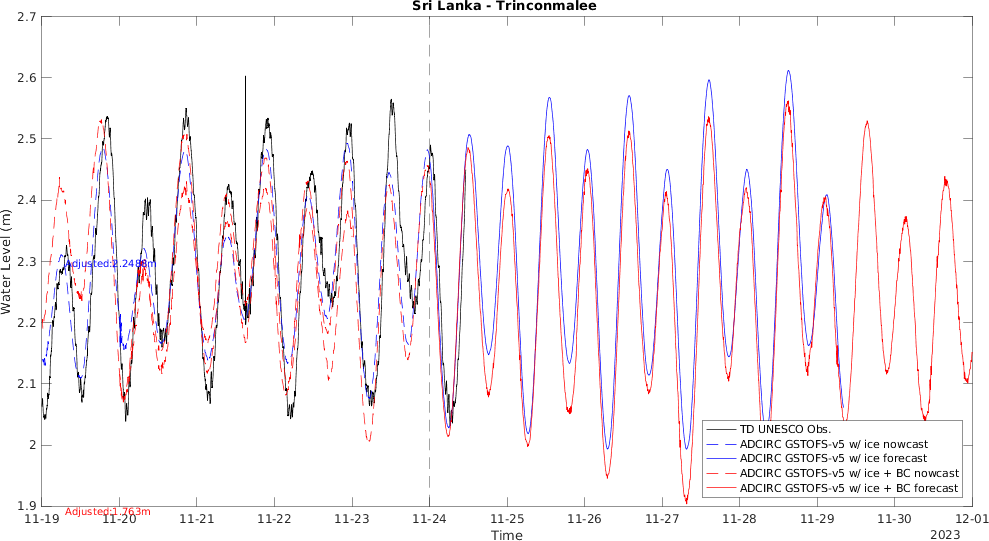 Sri Lanka - Trinconmalee
2.7
2.6
2.5
2.4
2.3
2.2
2.1
2
1.9
Water Level (m)
Adjusted:2.2488m
Adjusted:1.763m
TD UNESCO Obs.
ADCIRC GSTOFS-v5 w/ ice nowcast
ADCIRC GSTOFS-v5 w/ ice forecast
ADCIRC GSTOFS-v5 w/ ice + BC nowcast
ADCIRC GSTOFS-v5 w/ ice + BC forecast
11-19 11-20 11-21 11-22 11-23 11-24 11-25 11-26 11-27 11-28 11-29 11-30 12-01
Time
2023